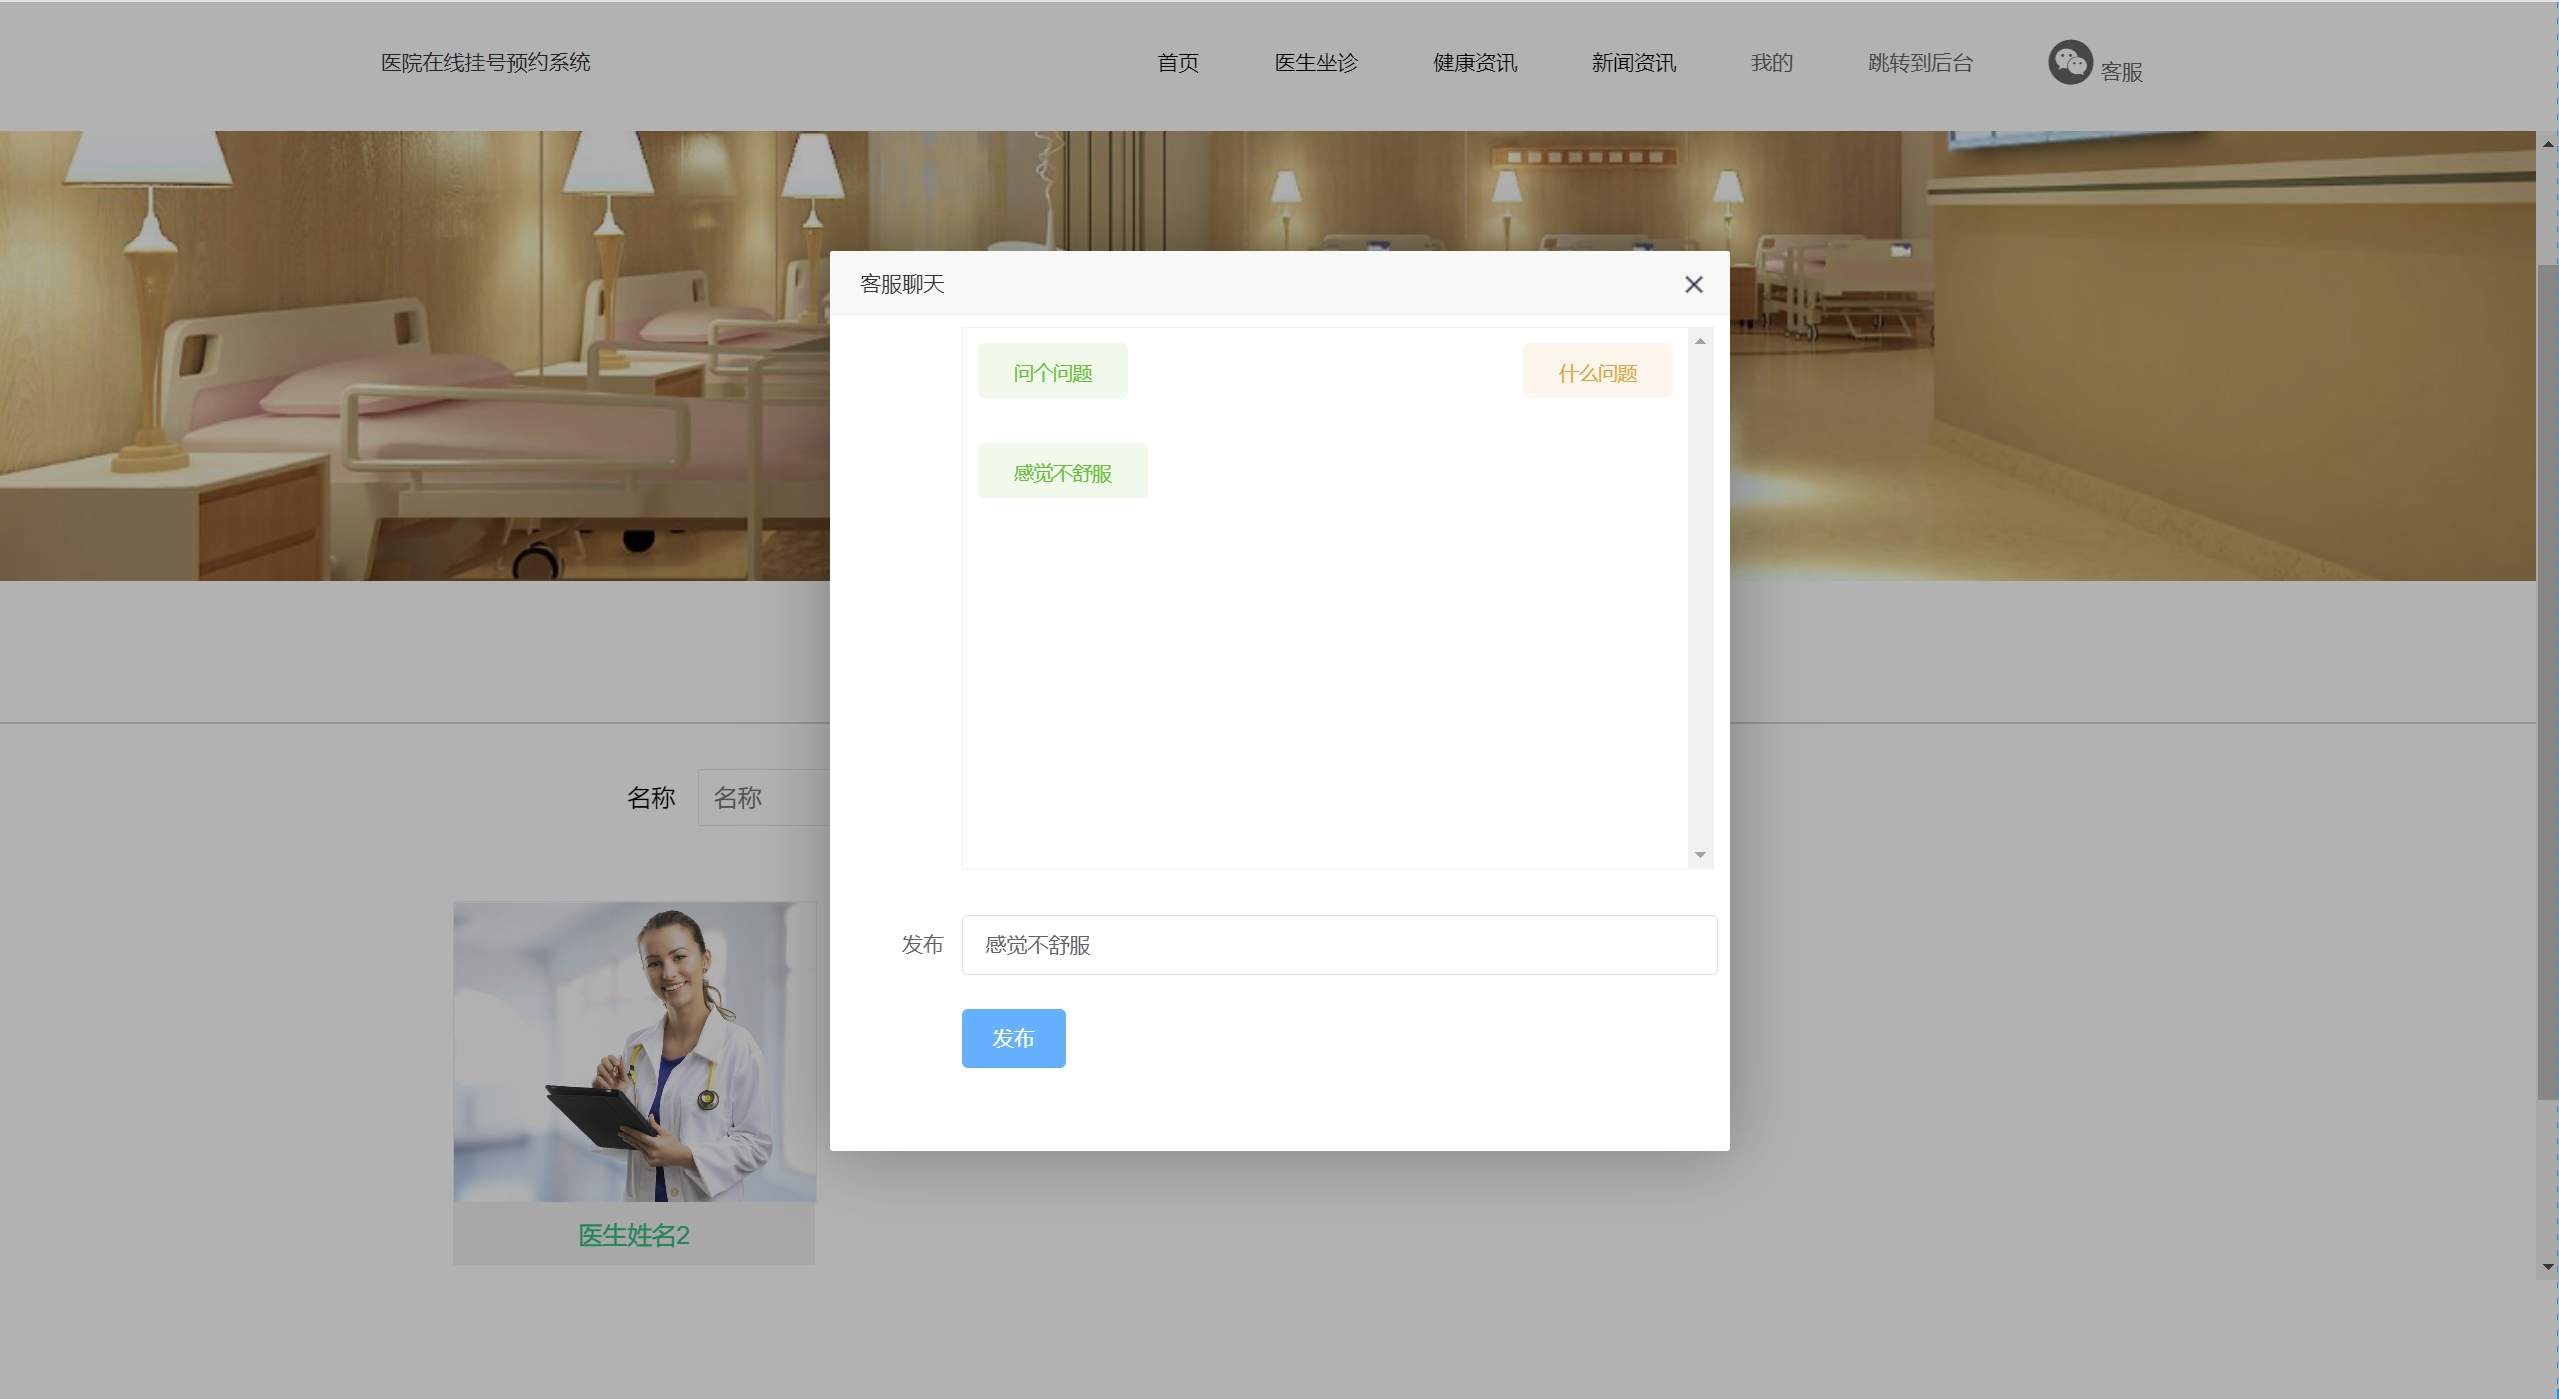 医院在线挂号预约系统 首页 医生坐诊 健康资讯 新闻资讯 我的 跳转到后台 客服
客服聊天
问个问题 什么问题
感觉不舒服
名称 名称
发布 感觉不舒服
发布
医生姓名2